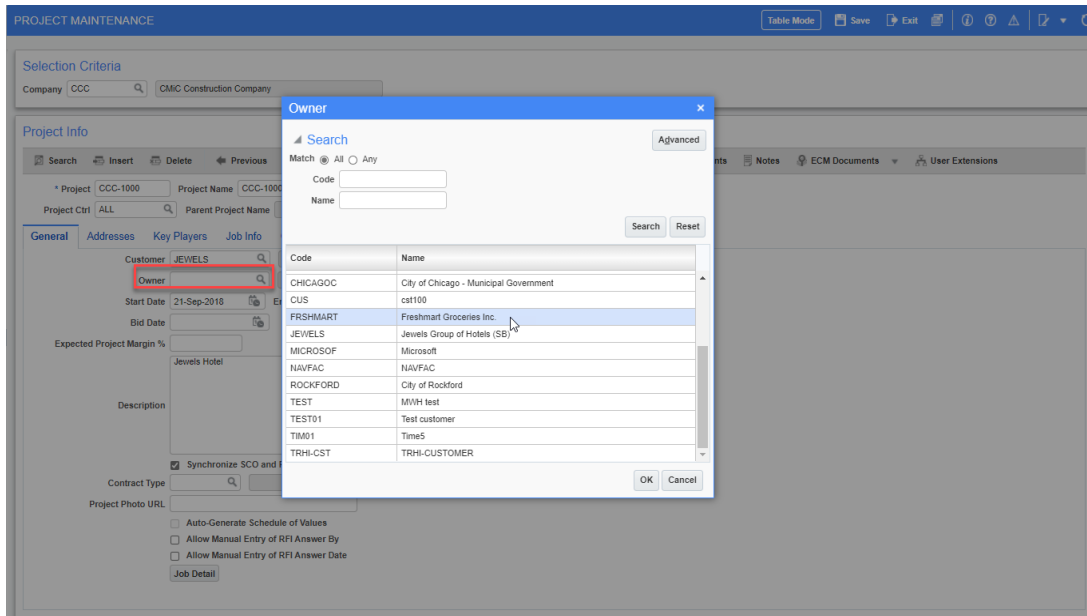 PROJECT MAINTENANCE
Table Mode Save Exit
Selection Criteria
Company CCC CMiC Construction Company
Project Info
Search Insert Delete Previous nts Notes ECM Documents User Extensions
* Project CCC-1000 Project Name CCC-1000
Project Ctrl ALL Parent Project Name
General Addresses Key Players Job Info
Customer JEWELS
Owner
Start Date 21-Sep-2018 En
Bid Date
Expected Project Margin %
Jewels Hotel
Description
Synchronize SCO and
Contract Type
Project Photo URL
Auto-Generate Schedule of Values
Allow Manual Entry of RFI Answer By
Allow Manual Entry of RFI Answer Date
Job Detail
Owner
Search Advanced
Match All Any
Code
Name
Search Reset
Code Name
CHICAGOC City of Chicago - Municipal Government
CUS cst100
FRSHMART Freshmart Groceries Inc.
JEWELS Jewels Group of Hotels (SB)
MICROSOF Microsoft
NAVFAC NAVFAC
ROCKFORD City of Rockford
TEST MWH test
TEST01 Test customer
TIM01 Time5
TRHI-CST TRHI-CUSTOMER
OK Cancel